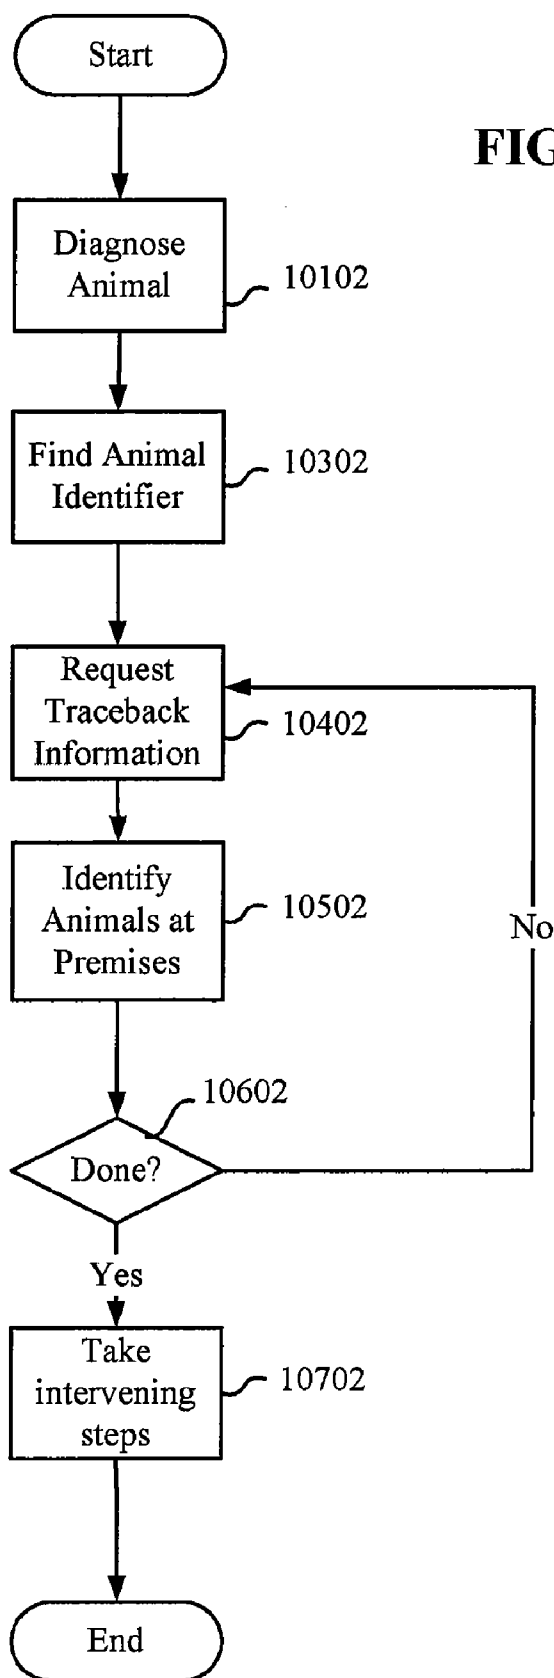 Start
FIG
Diagnose
Animal
10102
Find Animal
Identifier
10302
Request
Traceback
Information
10402
Identify
Animals at
Premises
10502
No
10602
Done?
Yes
Take
intervening
steps
10702
End